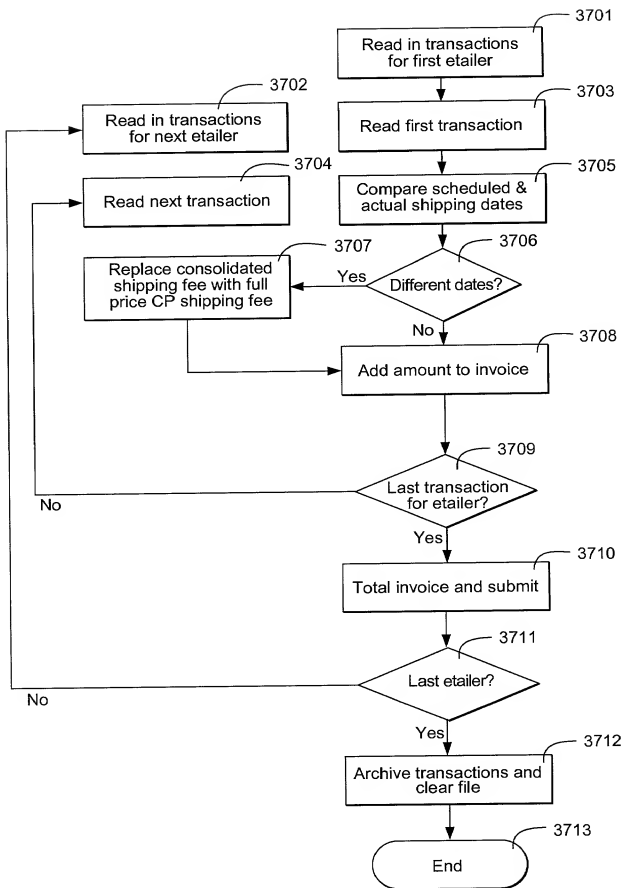 3701
Read in transactions
for first etailer
3702
Read in transactions
for next etailer
3703
Read first transaction
3704
Read next transaction
3705
Compare scheduled &
actual shipping dates
3706
Different dates?
Yes
No
3707
Replace consolidated
shipping fee with full
price CP shipping fee
3708
Add amount to invoice
3709
Last transaction
for etailer?
No
Yes
3710
Total invoice and submit
3711
Last etailer?
No
Yes
3712
Archive transactions and
clear file
3713
End